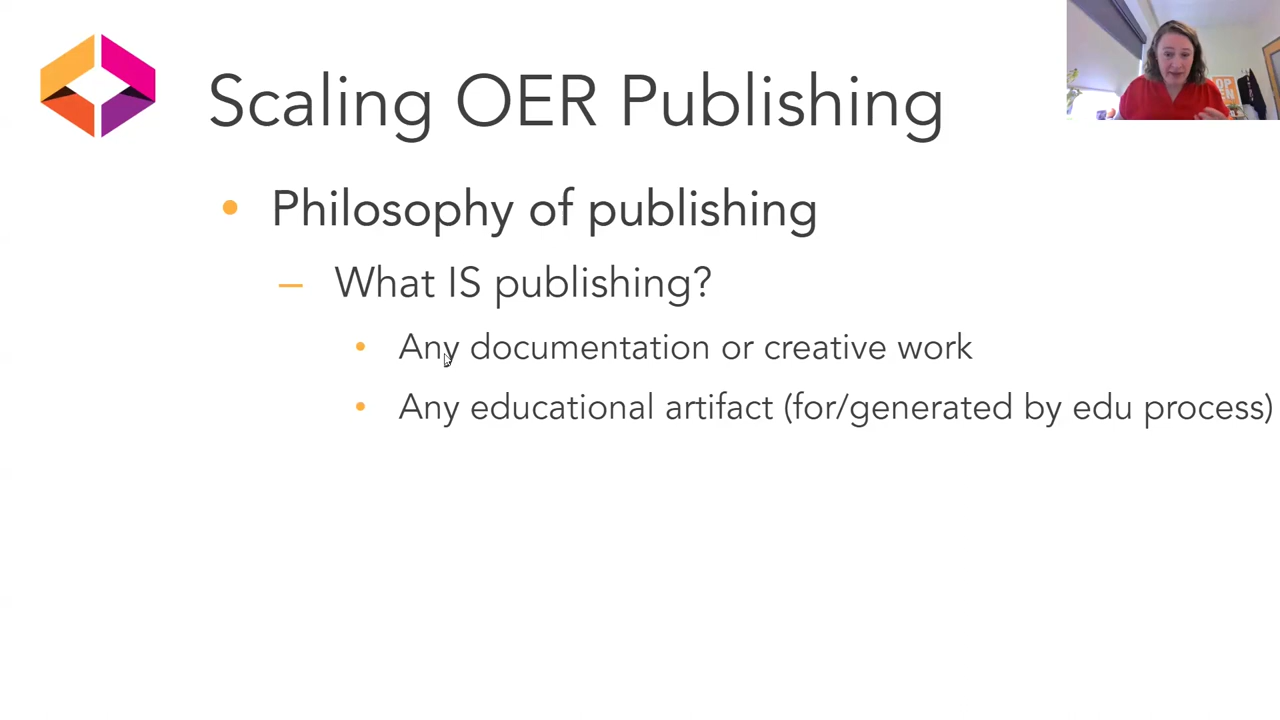 Scaling OER Publishing
• Philosophy of publishing
– What IS publishing?
• Any documentation or creative work
• Any educational artifact (for/generated by edu process)